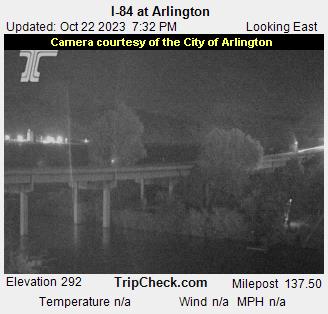 I-84 at Arlington
Updated: Oct 22 2023 7:32 PM Looking East
Camera courtesy of the City of Arlington
Elevation 292 TripCheck.com Milepost 137.50
Temperature n/a Wind n/a MPH n/a